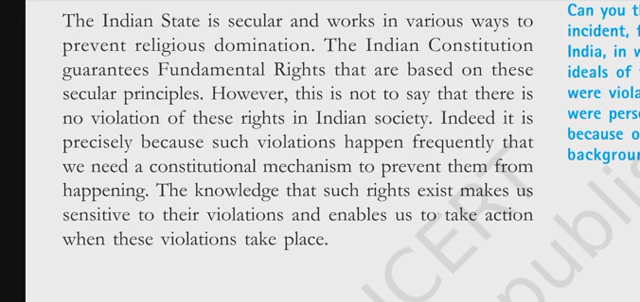 The Indian State is secular and works in various ways to
prevent religious domination. The Indian Constitution
guarantees Fundamental Rights that are based on these
secular principles. However, this is not to say that there is
no violation of these rights in Indian society. Indeed it is
precisely because such violations happen frequently that
we need a constitutional mechanism to prevent them from
happening. The knowledge that such rights exist makes us
sensitive to their violations and enables us to take action
when these violations take place.
Can you
incident,
India, in
ideals of
were
were
because
NCERT